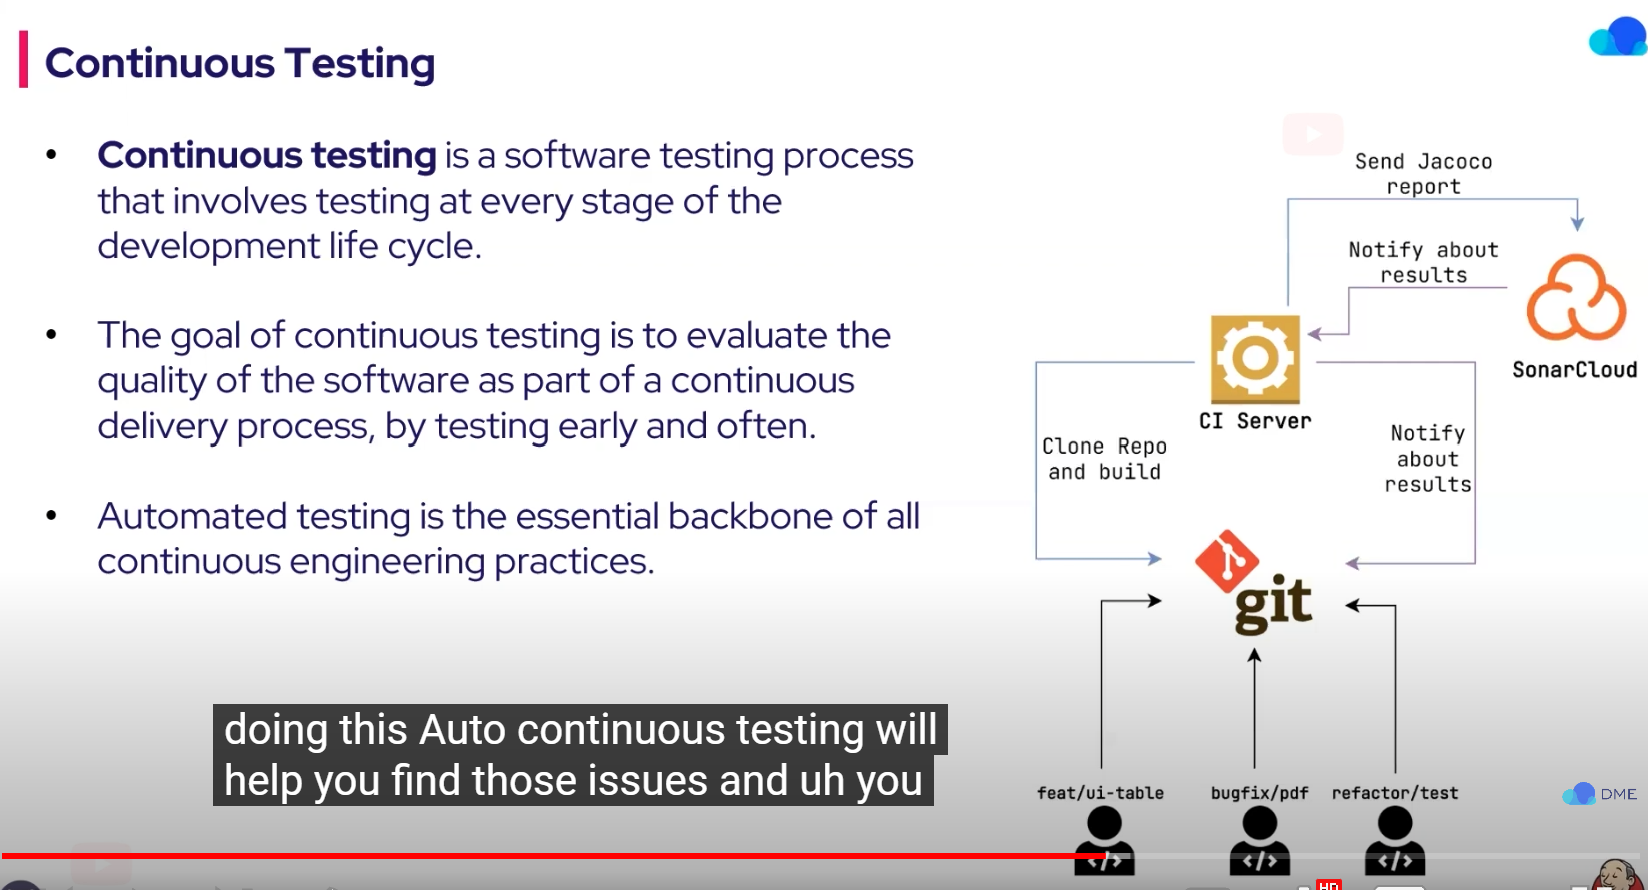 Continuous Testing
• Continuous testing is a software testing process
that involves testing at every stage of the
development life cycle.
• The goal of continuous testing is to evaluate the
quality of the software as part of a continuous
delivery process, by testing early and often.
• Automated testing is the essential backbone of all
continuous engineering practices.
Send Jacoco
report
Notify about
results
SonarCloud
CI Server
Clone Repo
and build
Notify
about
results
git
feat/ui-table
bugfix/pdf
refactor/test
</>
</>
</>
doing this Auto continuous testing will
help you find those issues and uh you
DME
HD